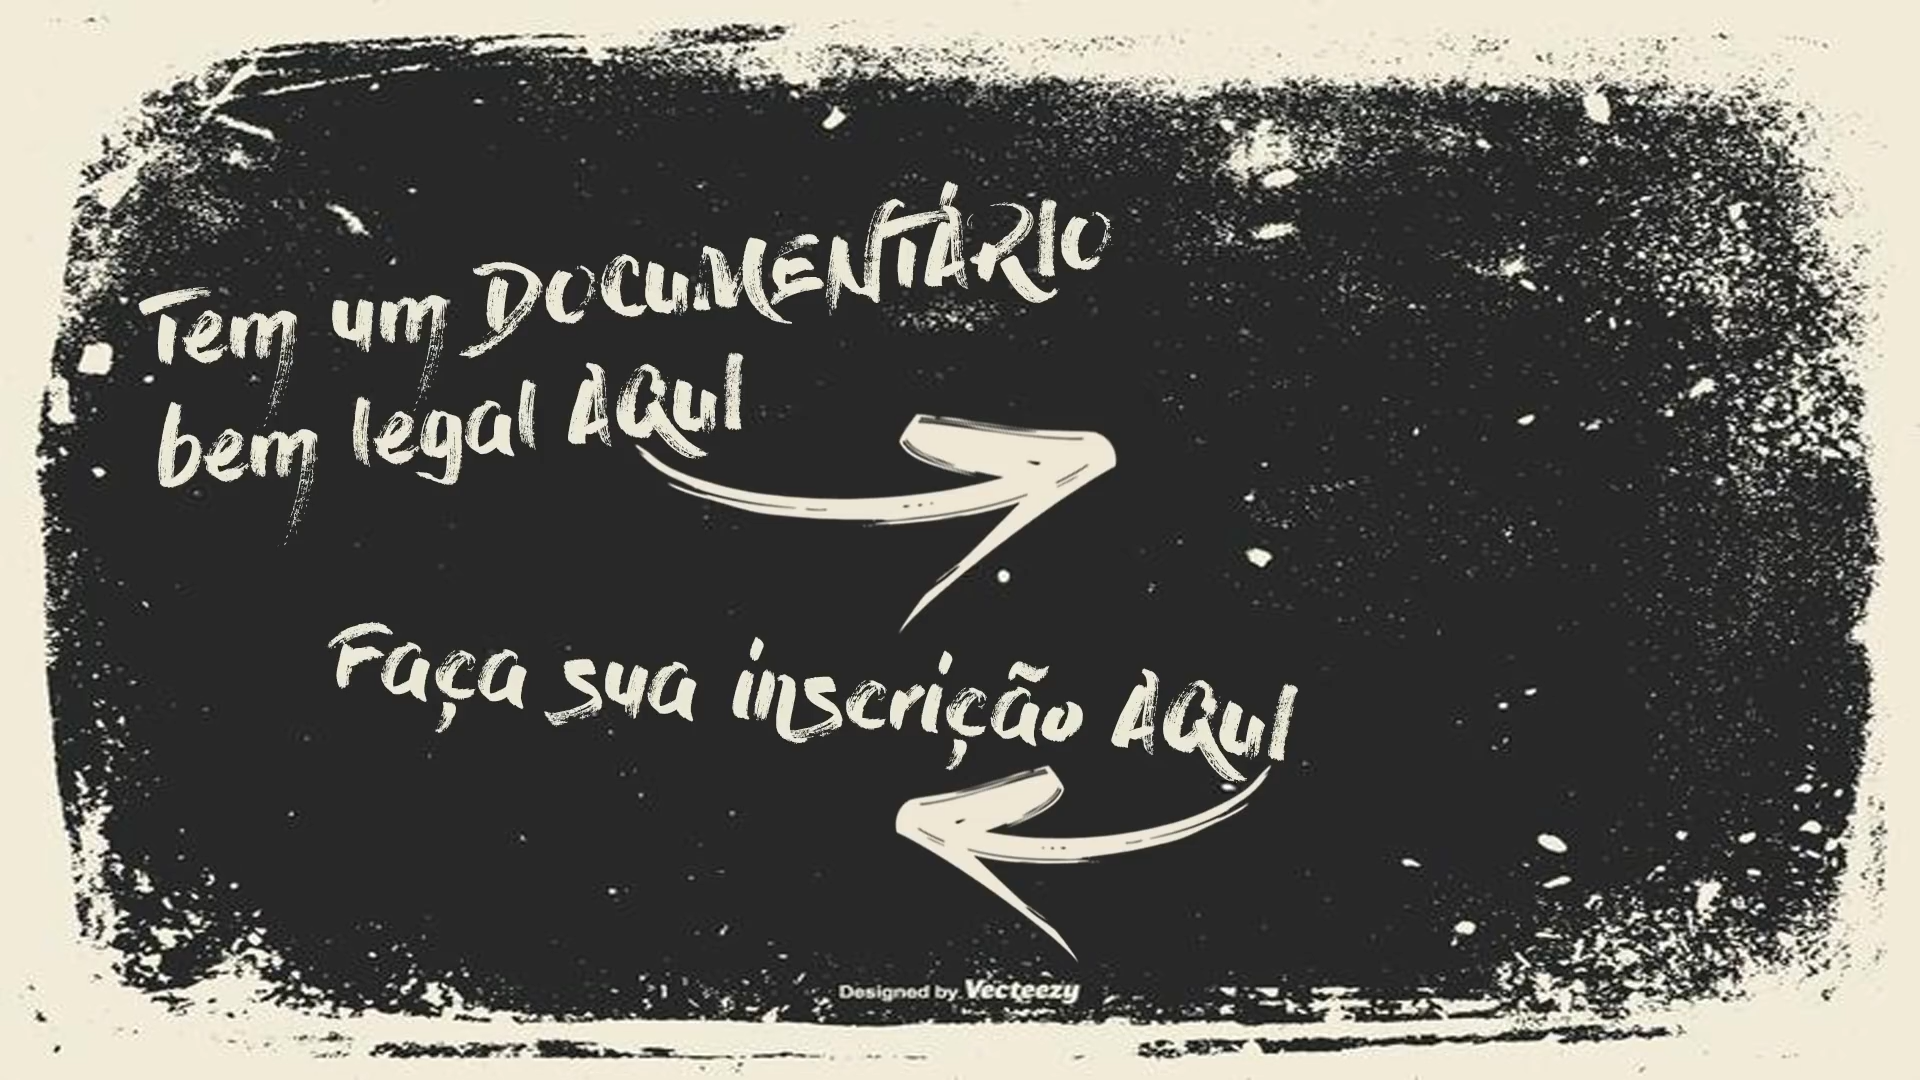 Tem um DOCUMENTÁRIO
bem legal AQUI
Faça sua inscrição AQUI
Designed by Vecteezy